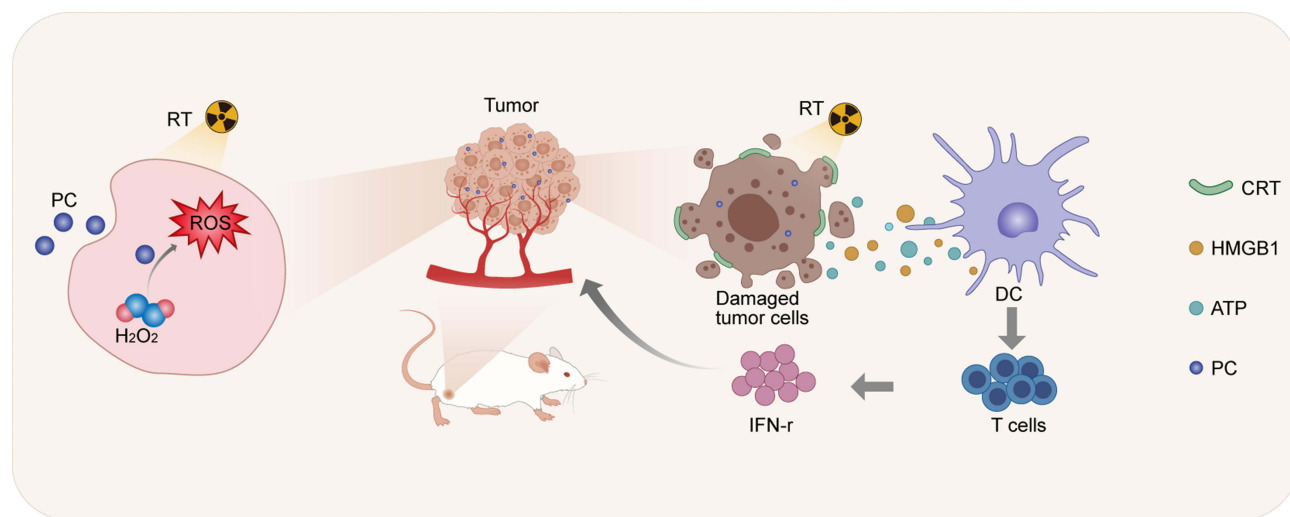 RT
PC
ROS
H₂O₂
Tumor
RT
Damaged
tumor cells
DC
IFN-r
T cells
CRT
HMGB1
ATP
PC